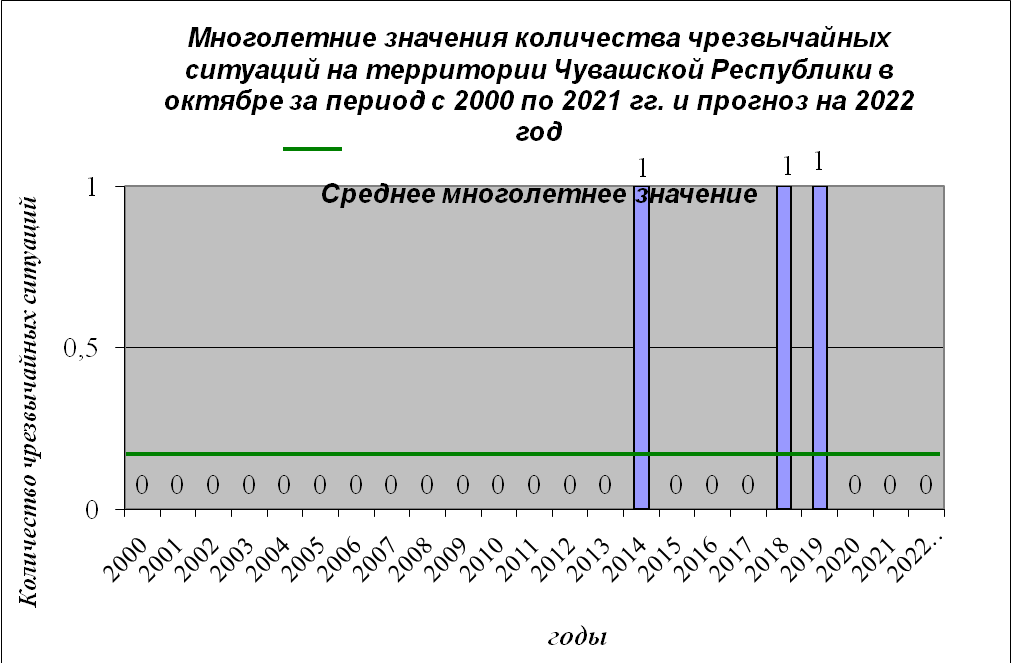 Многолетние значения количества чрезвычайных
ситуаций на территории Чувашской Республики в
октябре за период с 2000 по 2021 гг. и прогноз на 2022
год
Среднее многолетнее значение
Количество чрезвычайных ситуаций
1
0,5
0
1 1 1
0 0 0 0 0 0 0 0 0 0 0 0 0 0 0 0 0 0 0 0
2000 2001 2002 2003 2004 2005 2006 2007 2008 2009 2010 2011 2012 2013 2014 2015 2016 2017 2018 2019 2020 2021 2022...
годы